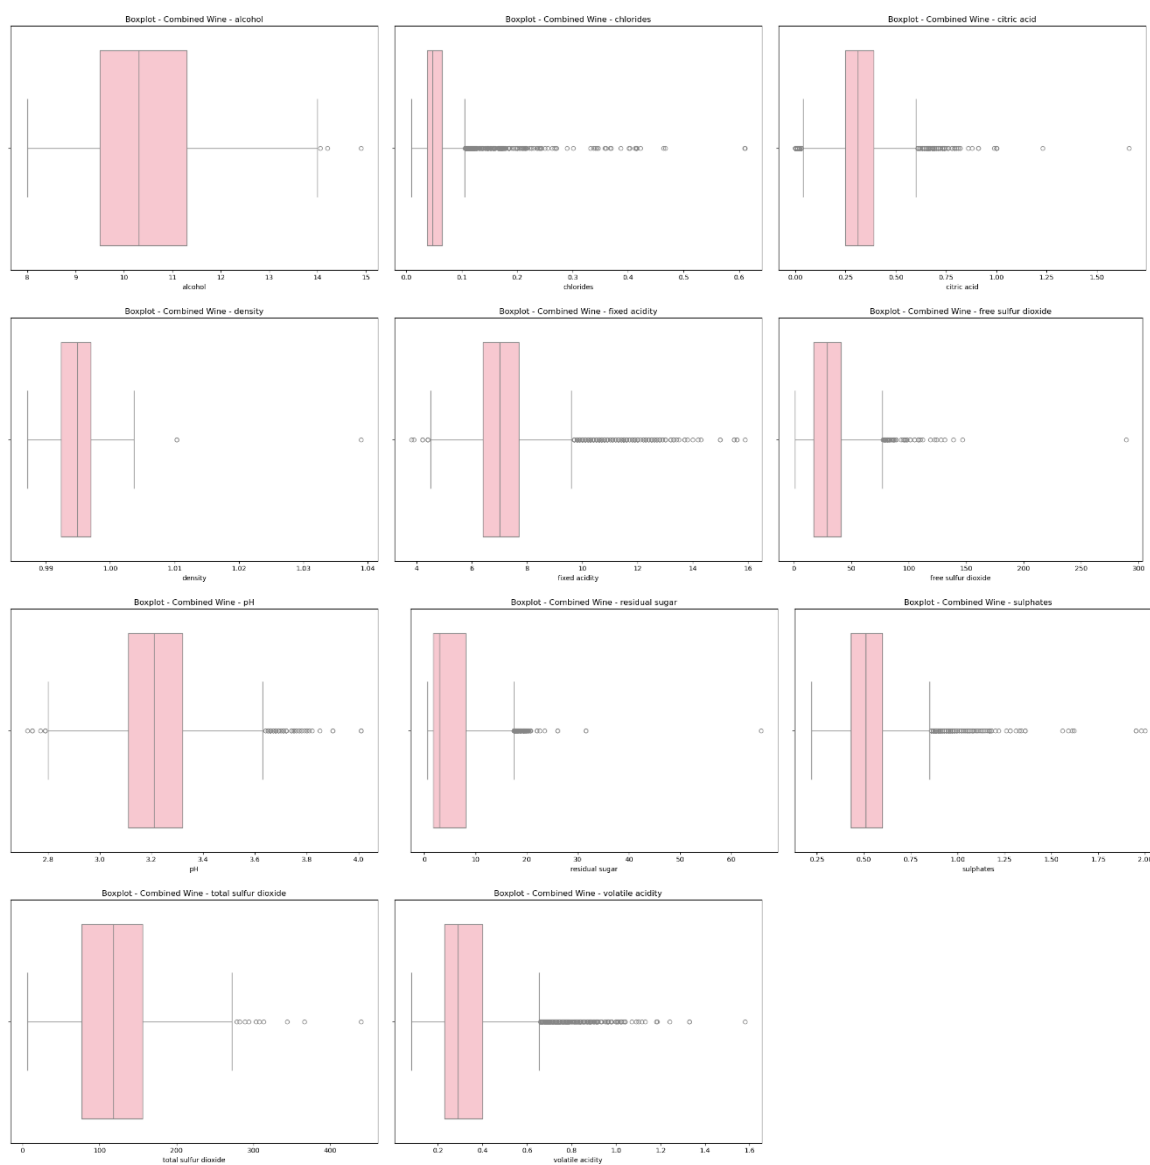 Boxplot - Combined Wine - alcohol
Boxplot - Combined Wine - chlorides
Boxplot - Combined Wine - citric acid
8 9 10 11 12 13 14 15
0.0 0.1 0.2 0.3 0.4 0.5 0.6
0.00 0.25 0.50 0.75 1.00 1.25 1.50
alcohol
chlorides
citric acid
Boxplot - Combined Wine - density
Boxplot - Combined Wine - fixed acidity
Boxplot - Combined Wine - free sulfur dioxide
0.99 1.00 1.01 1.02 1.03 1.04
4 6 8 10 12 14 16
0 50 100 150 200 250 300
density
fixed acidity
free sulfur dioxide
Boxplot - Combined Wine - pH
Boxplot - Combined Wine - residual sugar
Boxplot - Combined Wine - sulphates
2.8 3.0 3.2 3.4 3.6 3.8 4.0
0 10 20 30 40 50 60
0.25 0.50 0.75 1.00 1.25 1.50 1.75 2.00
pH
residual sugar
sulphates
Boxplot - Combined Wine - total sulfur dioxide
Boxplot - Combined Wine - volatile acidity
0 100 200 300 400
0.2 0.4 0.6 0.8 1.0 1.2 1.4 1.6
total sulfur dioxide
volatile acidity